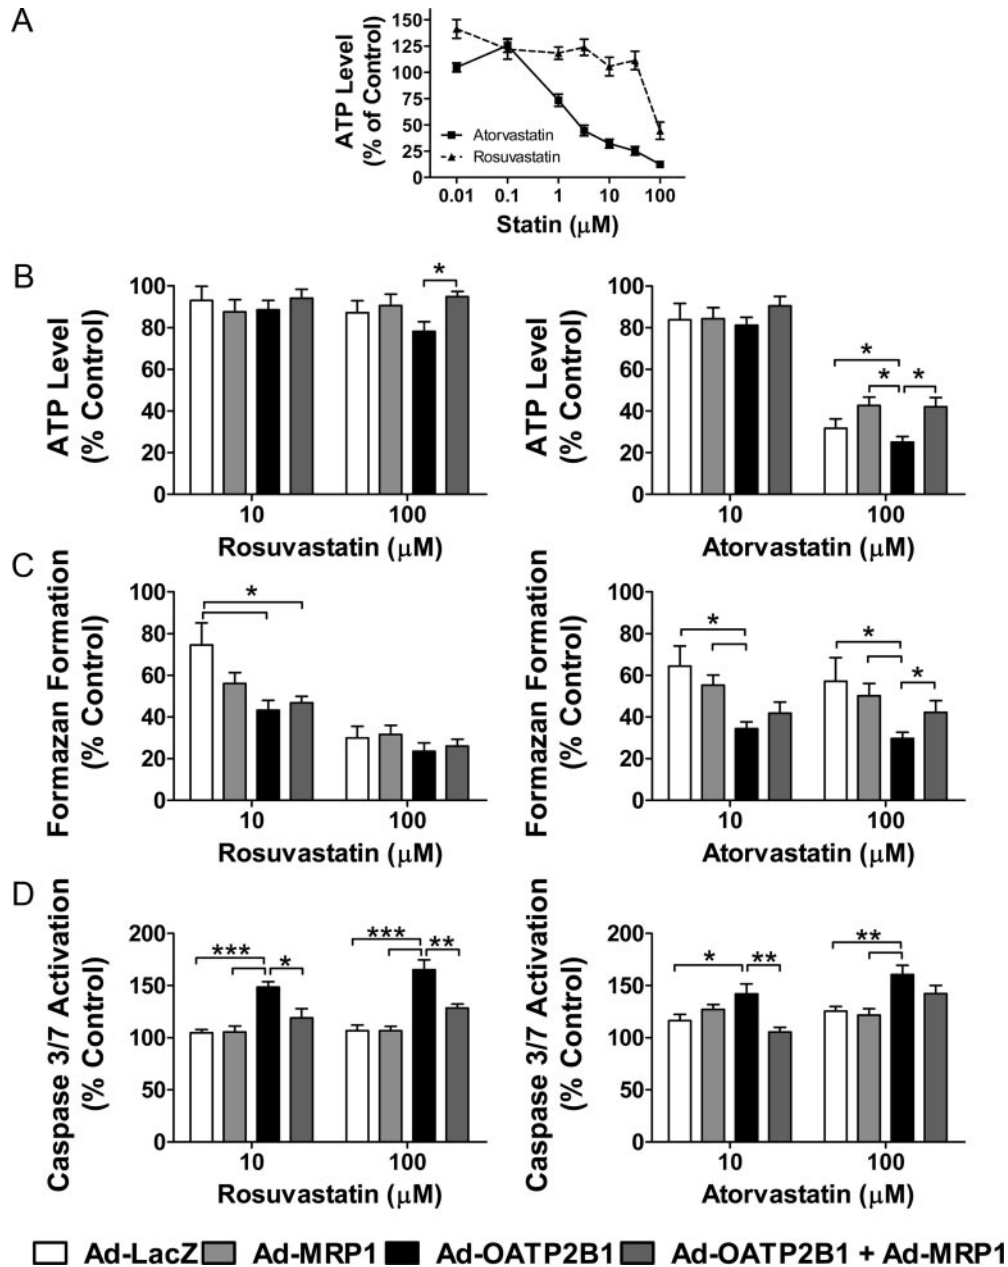 A
ATP Level
(% of Control)
150
125
100
75
50
25
0
Atorvastatin
Rosuvastatin
0.01 0.1 1 10 100
Statin (μM)
B
ATP Level
(% Control)
100
80
60
40
20
0
*
10 100
Rosuvastatin (μM)
ATP Level
(% Control)
100
80
60
40
20
0
*
* *
10 100
Atorvastatin (μM)
C
Formazan Formation
(% Control)
100
80
60
40
20
0
*
10 100
Rosuvastatin (μM)
Formazan Formation
(% Control)
100
80
60
40
20
0
* *
*
10 100
Atorvastatin (μM)
D
Caspase 3/7 Activation
(% Control)
200
150
100
50
0
*** * *** **
10 100
Rosuvastatin (μM)
Caspase 3/7 Activation
(% Control)
200
150
100
50
0
* ** **
10 100
Atorvastatin (μM)
Ad-LacZ Ad-MRP1 Ad-OATP2B1 Ad-OATP2B1 + Ad-MRP1